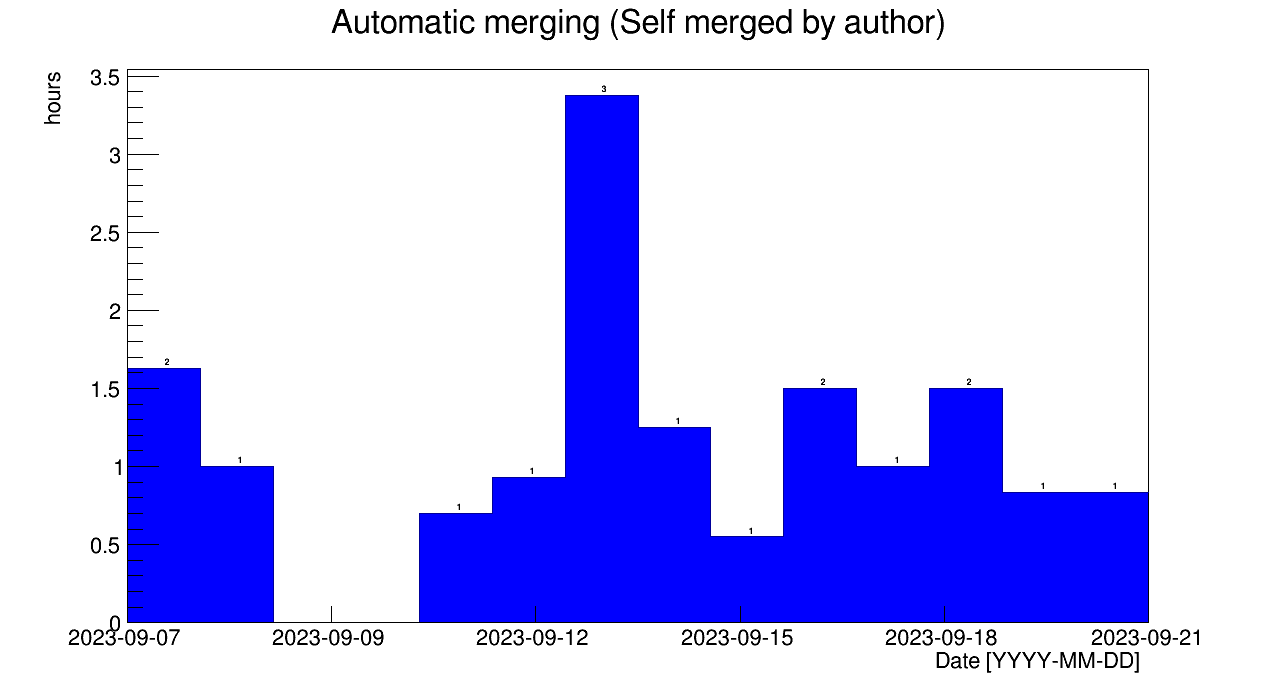 Automatic merging (Self merged by author)
hours
3.5
3
2.5
2
1.5
1
0.5
0
2 1 1 1 3 1 1 2 1 2 1 1
2023-09-07 2023-09-09 2023-09-12 2023-09-15 2023-09-18 2023-09-21
Date [YYYY-MM-DD]